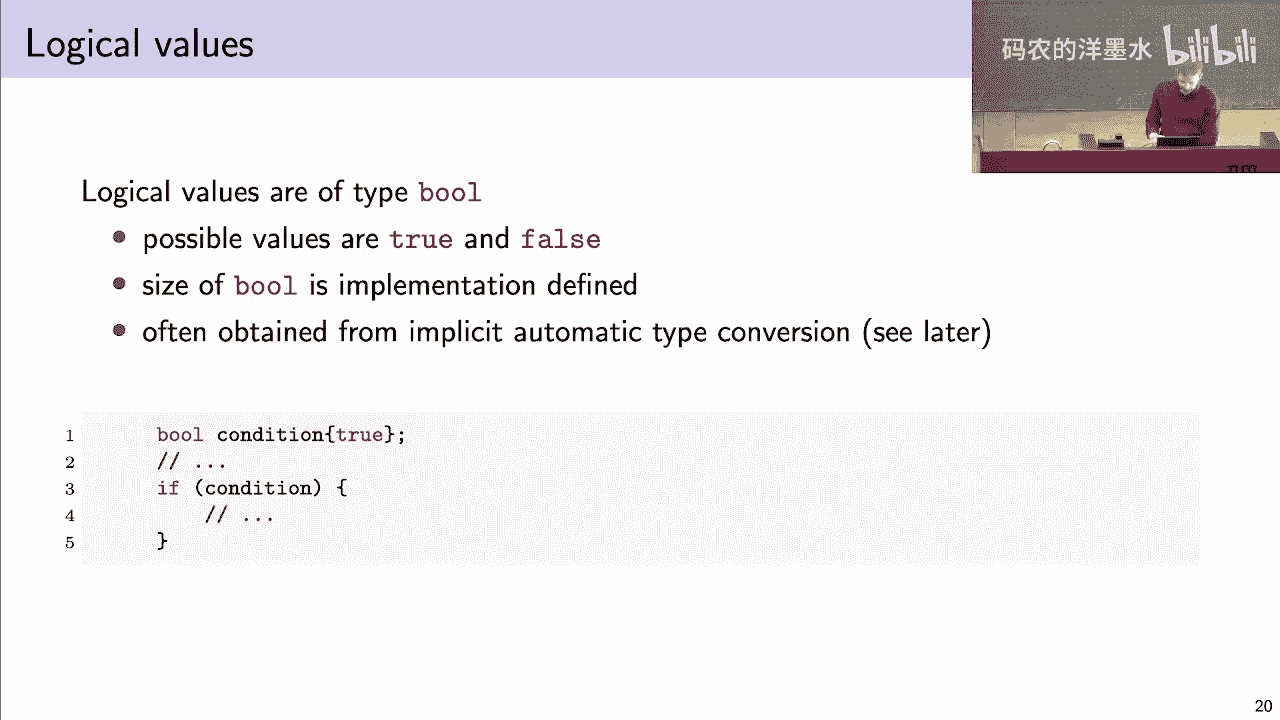 Logical values
码农的洋墨水 bilibili
Logical values are of type bool
• possible values are true and false
• size of bool is implementation defined
• often obtained from implicit automatic type conversion (see later)
1 bool condition{true};
2 // ...
3 if (condition) {
4 // ...
5 }
20